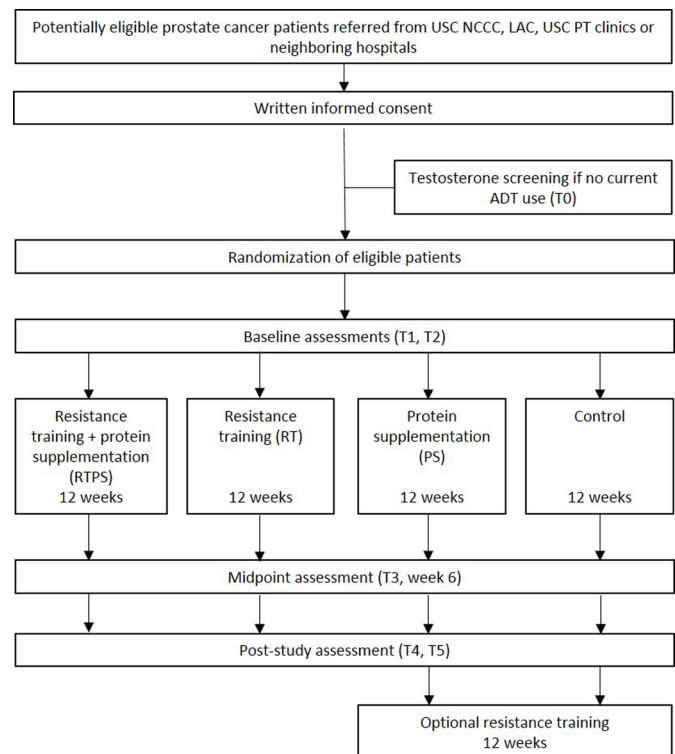 Potentially eligible prostate cancer patients referred from USC NCCC, LAC, USC PT clinics or
neighboring hospitals
Written informed consent
Testosterone screening if no current
ADT use (T0)
Randomization of eligible patients
Baseline assessments (T1, T2)
Resistance
training + protein
supplementation
(RTPS)
12 weeks
Resistance
training (RT)
12 weeks
Protein
supplementation
(PS)
12 weeks
Control
12 weeks
Midpoint assessment (T3, week 6)
Post-study assessment (T4, T5)
Optional resistance training
12 weeks